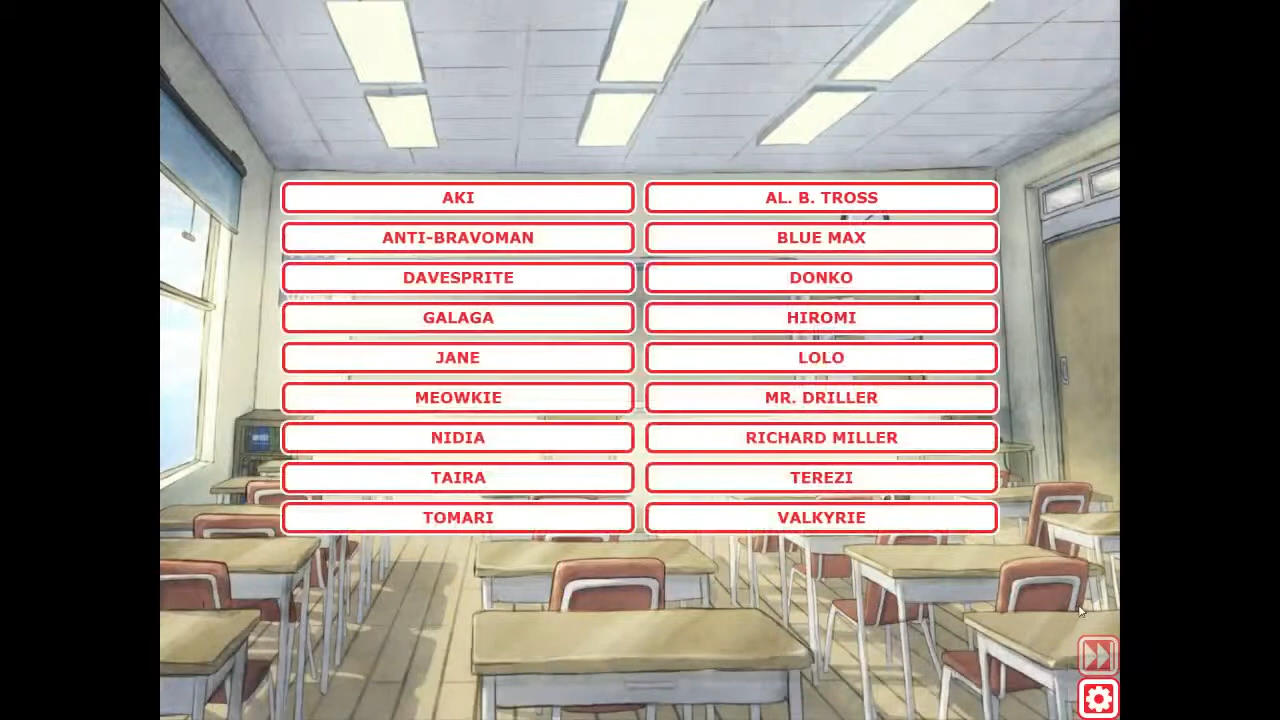 AKI
AL. B. TROSS
ANTI-BRAVOMAN
BLUE MAX
DAVESPRITE
DONKO
GALAGA
HIROMI
JANE
LOLO
MEOWKIE
MR. DRILLER
NIDIA
RICHARD MILLER
TAIRA
TEREZI
TOMARI
VALKYRIE